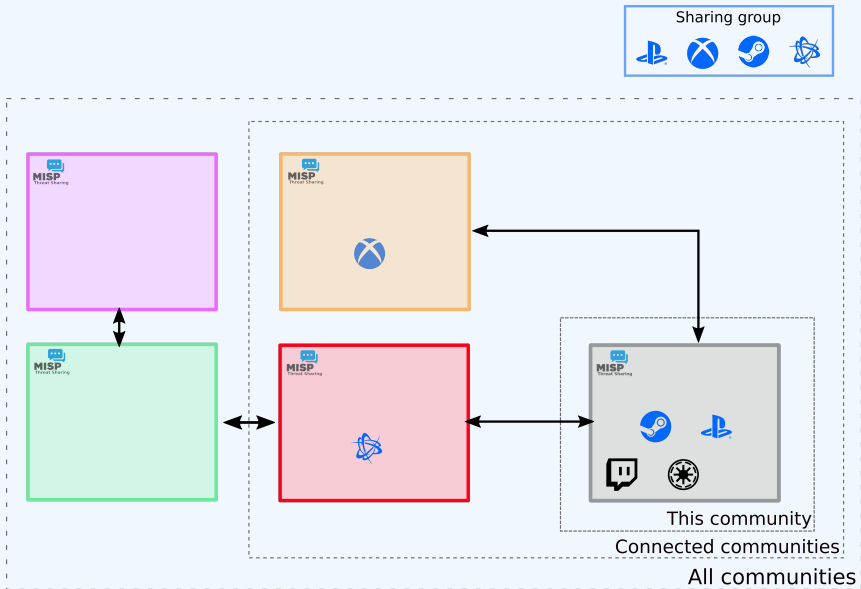 Sharing group
MISP
Threat Sharing
MISP
Threat Sharing
MISP
Threat Sharing
MISP
Threat Sharing
MISP
Threat Sharing
This community
Connected communities
All communities